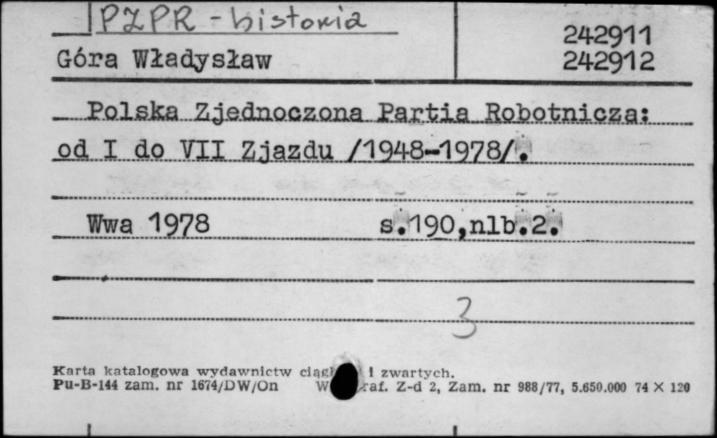 PZPR - historia
242911
Góra Władysław 242912
Polska Zjednoczona Partia Robotnicza:
od I do VII Zjazdu /1948-1978/.
Wwa 1978 s.190,nlb.2.
3
Karta katalogowa wydawnictw i zwartych.
Pu-B-144 zam. nr 1674/DW/On Z-d 2, Zam. nr 988/77, 5.650.000 74 X 120